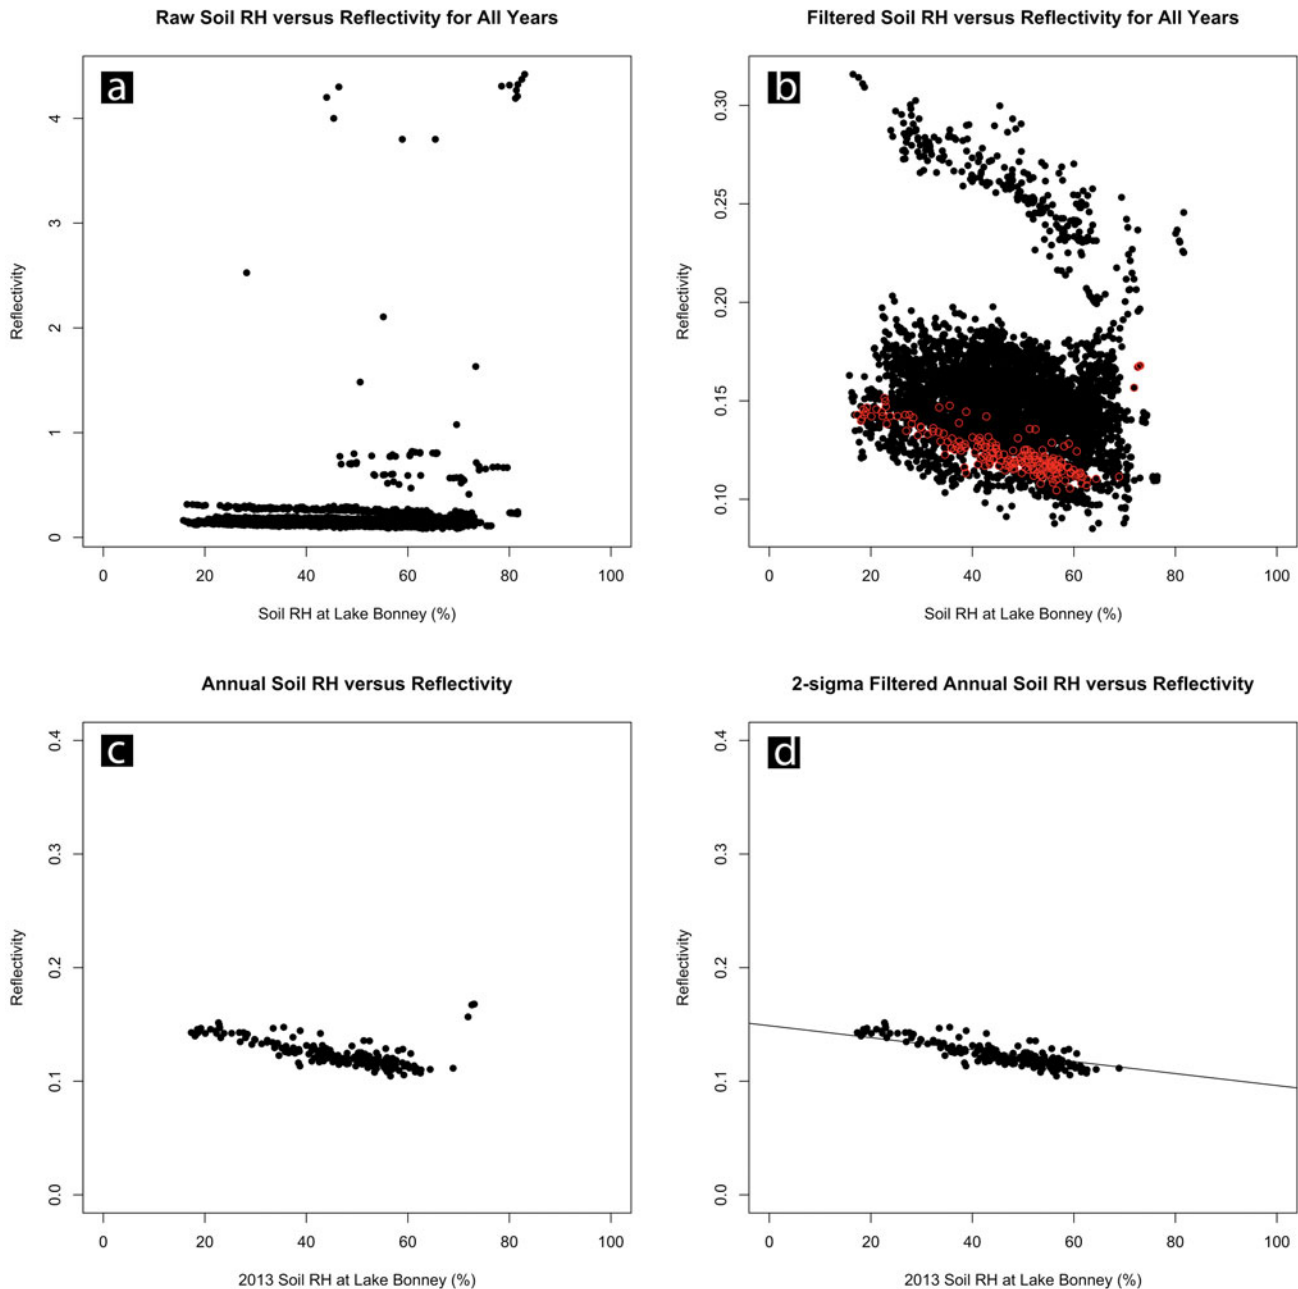 Raw Soil RH versus Reflectivity for All Years
a
Reflectivity
4
3
2
1
0
0 20 40 60 80 100
Soil RH at Lake Bonney (%)
Filtered Soil RH versus Reflectivity for All Years
b
Reflectivity
0.30
0.25
0.20
0.15
0.10
0 20 40 60 80 100
Soil RH at Lake Bonney (%)
Annual Soil RH versus Reflectivity
c
Reflectivity
0.4
0.3
0.2
0.1
0.0
0 20 40 60 80 100
2013 Soil RH at Lake Bonney (%)
2-sigma Filtered Annual Soil RH versus Reflectivity
d
Reflectivity
0.4
0.3
0.2
0.1
0.0
0 20 40 60 80 100
2013 Soil RH at Lake Bonney (%)